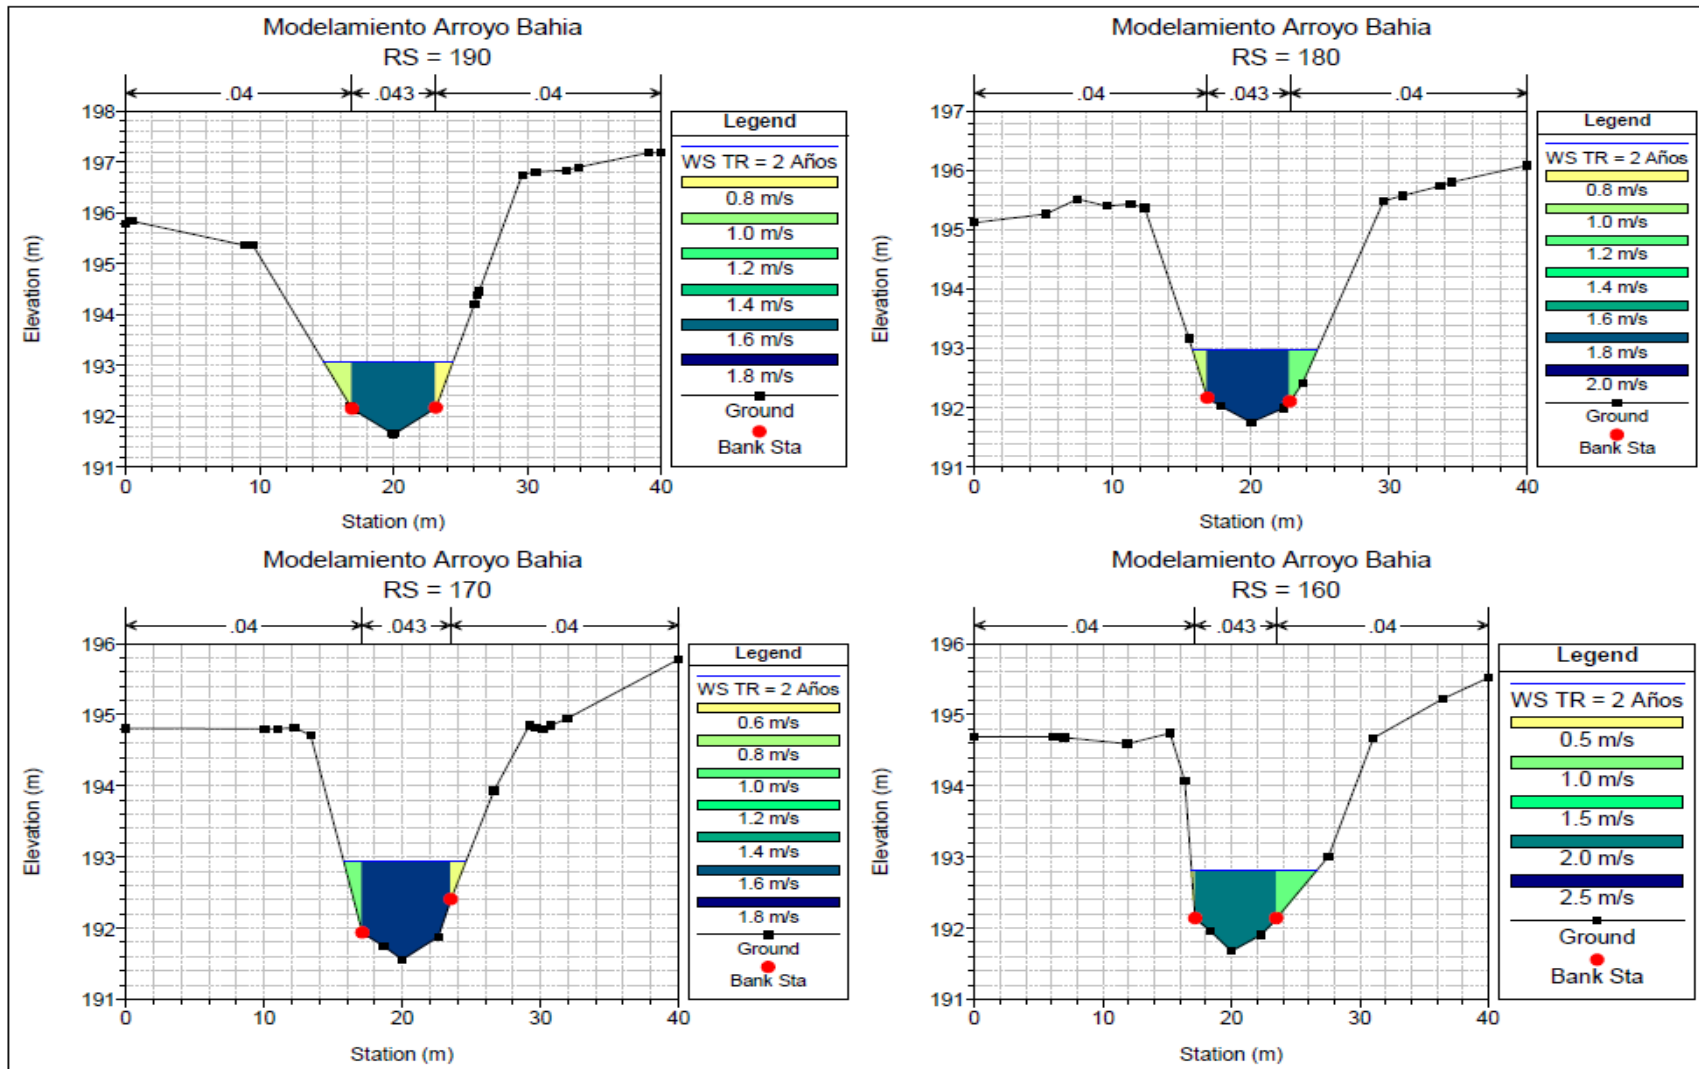 Modelamiento Arroyo Bahia
RS = 190
.04 .043 .04
198
197
196
195
194
193
192
191
0 10 20 30 40
Station (m)
Elevation (m)
Legend
WS TR = 2 Años
0.8 m/s
1.0 m/s
1.2 m/s
1.4 m/s
1.6 m/s
1.8 m/s
Ground
Bank Sta
Modelamiento Arroyo Bahia
RS = 180
.04 .043 .04
197
196
195
194
193
192
191
0 10 20 30 40
Station (m)
Elevation (m)
Legend
WS TR = 2 Años
0.8 m/s
1.0 m/s
1.2 m/s
1.4 m/s
1.6 m/s
1.8 m/s
2.0 m/s
Ground
Bank Sta
Modelamiento Arroyo Bahia
RS = 170
.04 .043 .04
196
195
194
193
192
191
0 10 20 30 40
Station (m)
Elevation (m)
Legend
WS TR = 2 Años
0.6 m/s
0.8 m/s
1.0 m/s
1.2 m/s
1.4 m/s
1.6 m/s
1.8 m/s
Ground
Bank Sta
Modelamiento Arroyo Bahia
RS = 160
.04 .043 .04
196
195
194
193
192
191
0 10 20 30 40
Station (m)
Elevation (m)
Legend
WS TR = 2 Años
0.5 m/s
1.0 m/s
1.5 m/s
2.0 m/s
2.5 m/s
Ground
Bank Sta